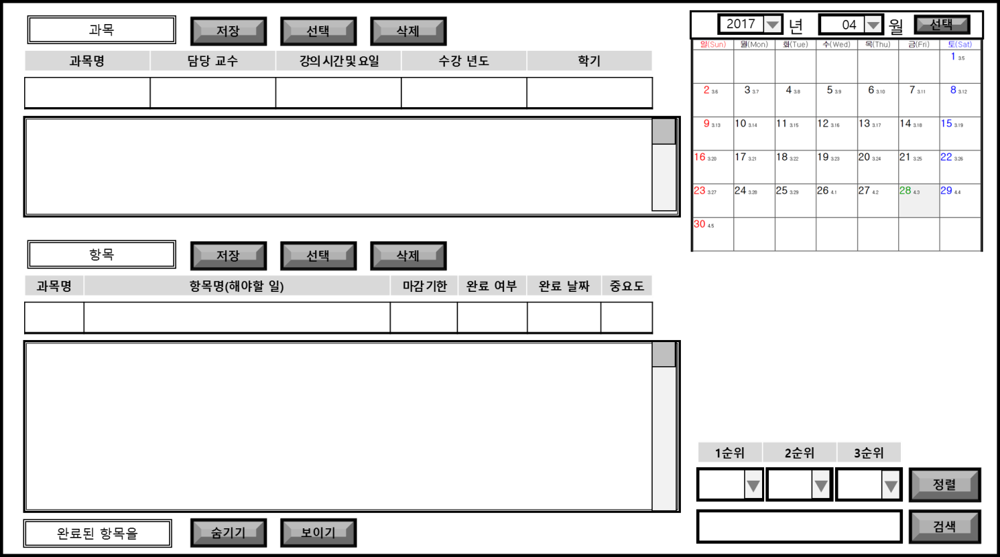 과목 저장 선택 삭제
과목명 담당 교수 강의 시간 및 요일 수강 년도 학기
항목 저장 선택 삭제
과목명 항목명(해야할 일) 마감 기한 완료 여부 완료 날짜 중요도
완료된 항목을 숨기기 보이기
2017 년 04 월 선택
일(Sun) 월(Mon) 화(Tue) 수(Wed) 목(Thu) 금(Fri) 토(Sat)
1 3.5
2 3.6 3 3.7 4 3.8 5 3.9 6 3.10 7 3.11 8 3.12
9 3.13 10 3.14 11 3.15 12 3.16 13 3.17 14 3.18 15 3.19
16 3.20 17 3.21 18 3.22 19 3.23 20 3.24 21 3.25 22 3.26
23 3.27 24 3.28 25 3.29 26 4.1 27 4.2 28 4.3 29 4.4
30 4.5
1순위 2순위 3순위
정렬
검색